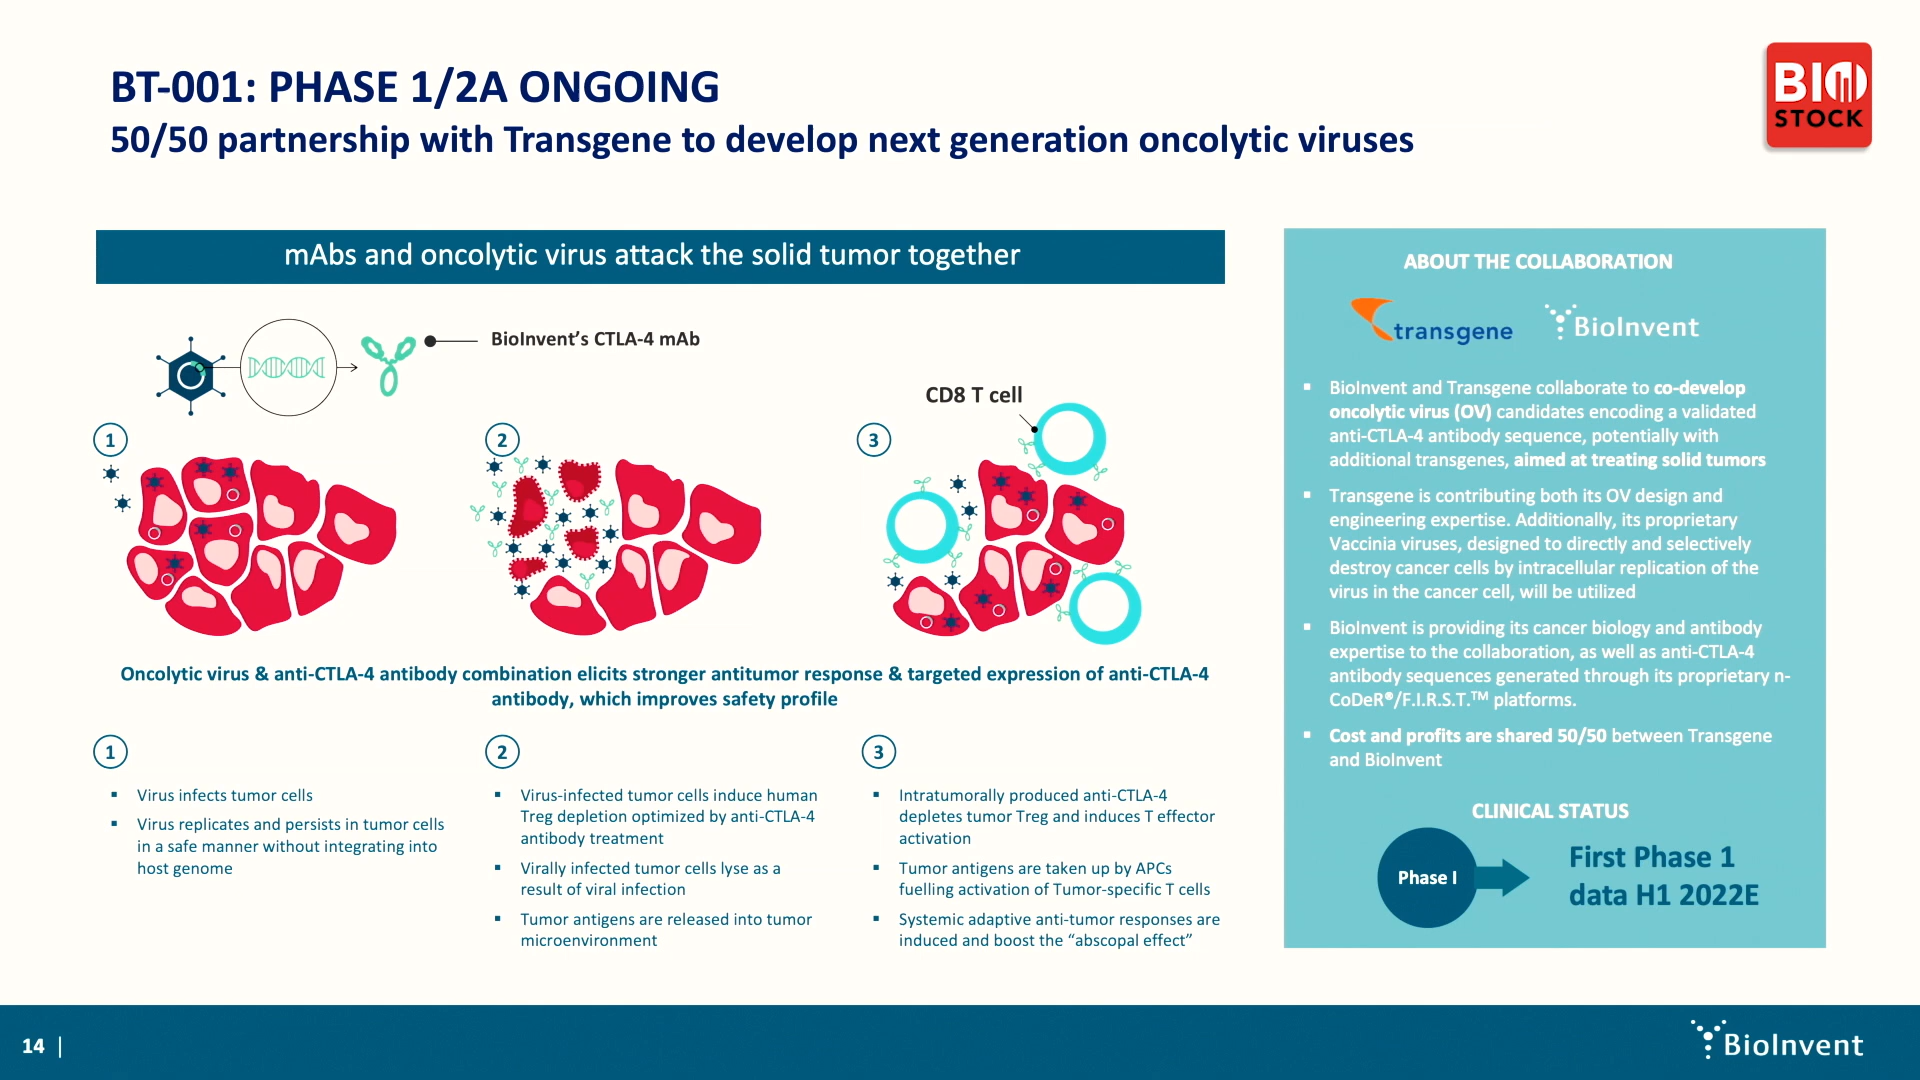 BT-001: PHASE 1/2A ONGOING
50/50 partnership with Transgene to develop next generation oncolytic viruses
BIO
STOCK
mAbs and oncolytic virus attack the solid tumor together
BioInvent’s CTLA-4 mAb
CD8 T cell
1
2
3
Oncolytic virus & anti-CTLA-4 antibody combination elicits stronger antitumor response & targeted expression of anti-CTLA-4
antibody, which improves safety profile
1
▪ Virus infects tumor cells
▪ Virus replicates and persists in tumor cells
in a safe manner without integrating into
host genome
2
▪ Virus-infected tumor cells induce human
Treg depletion optimized by anti-CTLA-4
antibody treatment
▪ Virally infected tumor cells lyse as a
result of viral infection
▪ Tumor antigens are released into tumor
microenvironment
3
▪ Intratumorally produced anti-CTLA-4
depletes tumor Treg and induces T effector
activation
▪ Tumor antigens are taken up by APCs
fuelling activation of Tumor-specific T cells
▪ Systemic adaptive anti-tumor responses are
induced and boost the “abscopal effect”
ABOUT THE COLLABORATION
transgene
BioInvent
▪ BioInvent and Transgene collaborate to co-develop
oncolytic virus (OV) candidates encoding a validated
anti-CTLA-4 antibody sequence, potentially with
additional transgenes, aimed at treating solid tumors
▪ Transgene is contributing both its OV design and
engineering expertise. Additionally, its proprietary
Vaccinia viruses, designed to directly and selectively
destroy cancer cells by intracellular replication of the
virus in the cancer cell, will be utilized
▪ BioInvent is providing its cancer biology and antibody
expertise to the collaboration, as well as anti-CTLA-4
antibody sequences generated through its proprietary n-
CoDeR®/F.I.R.S.T.™ platforms.
▪ Cost and profits are shared 50/50 between Transgene
and BioInvent
CLINICAL STATUS
Phase I
First Phase 1
data H1 2022E
14 |
BioInvent